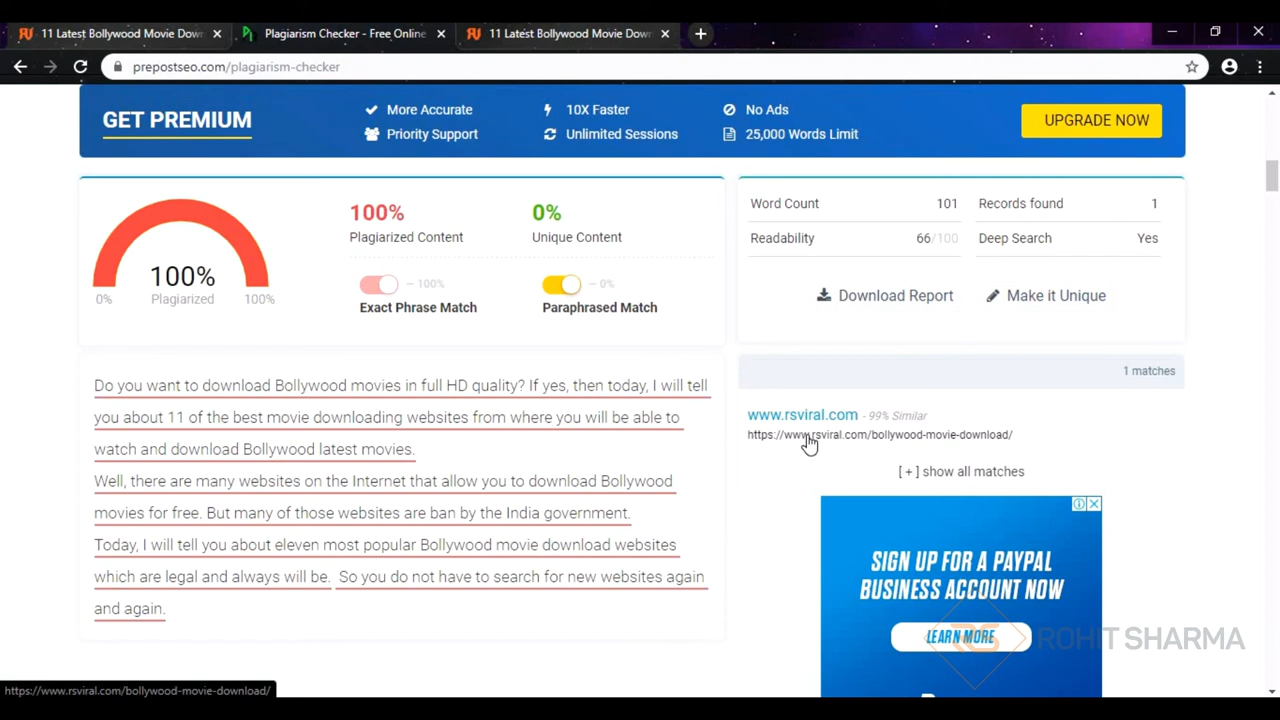 11 Latest Bollywood Movie Down
Plagiarism Checker - Free Online
11 Latest Bollywood Movie Down
prepostseo.com/plagiarism-checker
GET PREMIUM
More Accurate
10X Faster
No Ads
Priority Support
Unlimited Sessions
25,000 Words Limit
UPGRADE NOW
100%
Plagiarized
0%
100%
100%
Plagiarized Content
0%
Unique Content
– 100%
Exact Phrase Match
– 0%
Paraphrased Match
Word Count 101
Records found 1
Readability 66/100
Deep Search Yes
Download Report
Make it Unique
Do you want to download Bollywood movies in full HD quality? If yes, then today, I will tell
you about 11 of the best movie downloading websites from where you will be able to
watch and download Bollywood latest movies.
Well, there are many websites on the Internet that allow you to download Bollywood
movies for free. But many of those websites are ban by the India government.
Today, I will tell you about eleven most popular Bollywood movie download websites
which are legal and always will be. So you do not have to search for new websites again
and again.
1 matches
www.rsviral.com - 99% Similar
https://www.rsviral.com/bollywood-movie-download/
[ + ] show all matches
SIGN UP FOR A PAYPAL
BUSINESS ACCOUNT NOW
LEARN MORE
ROHIT SHARMA
https://www.rsviral.com/bollywood-movie-download/